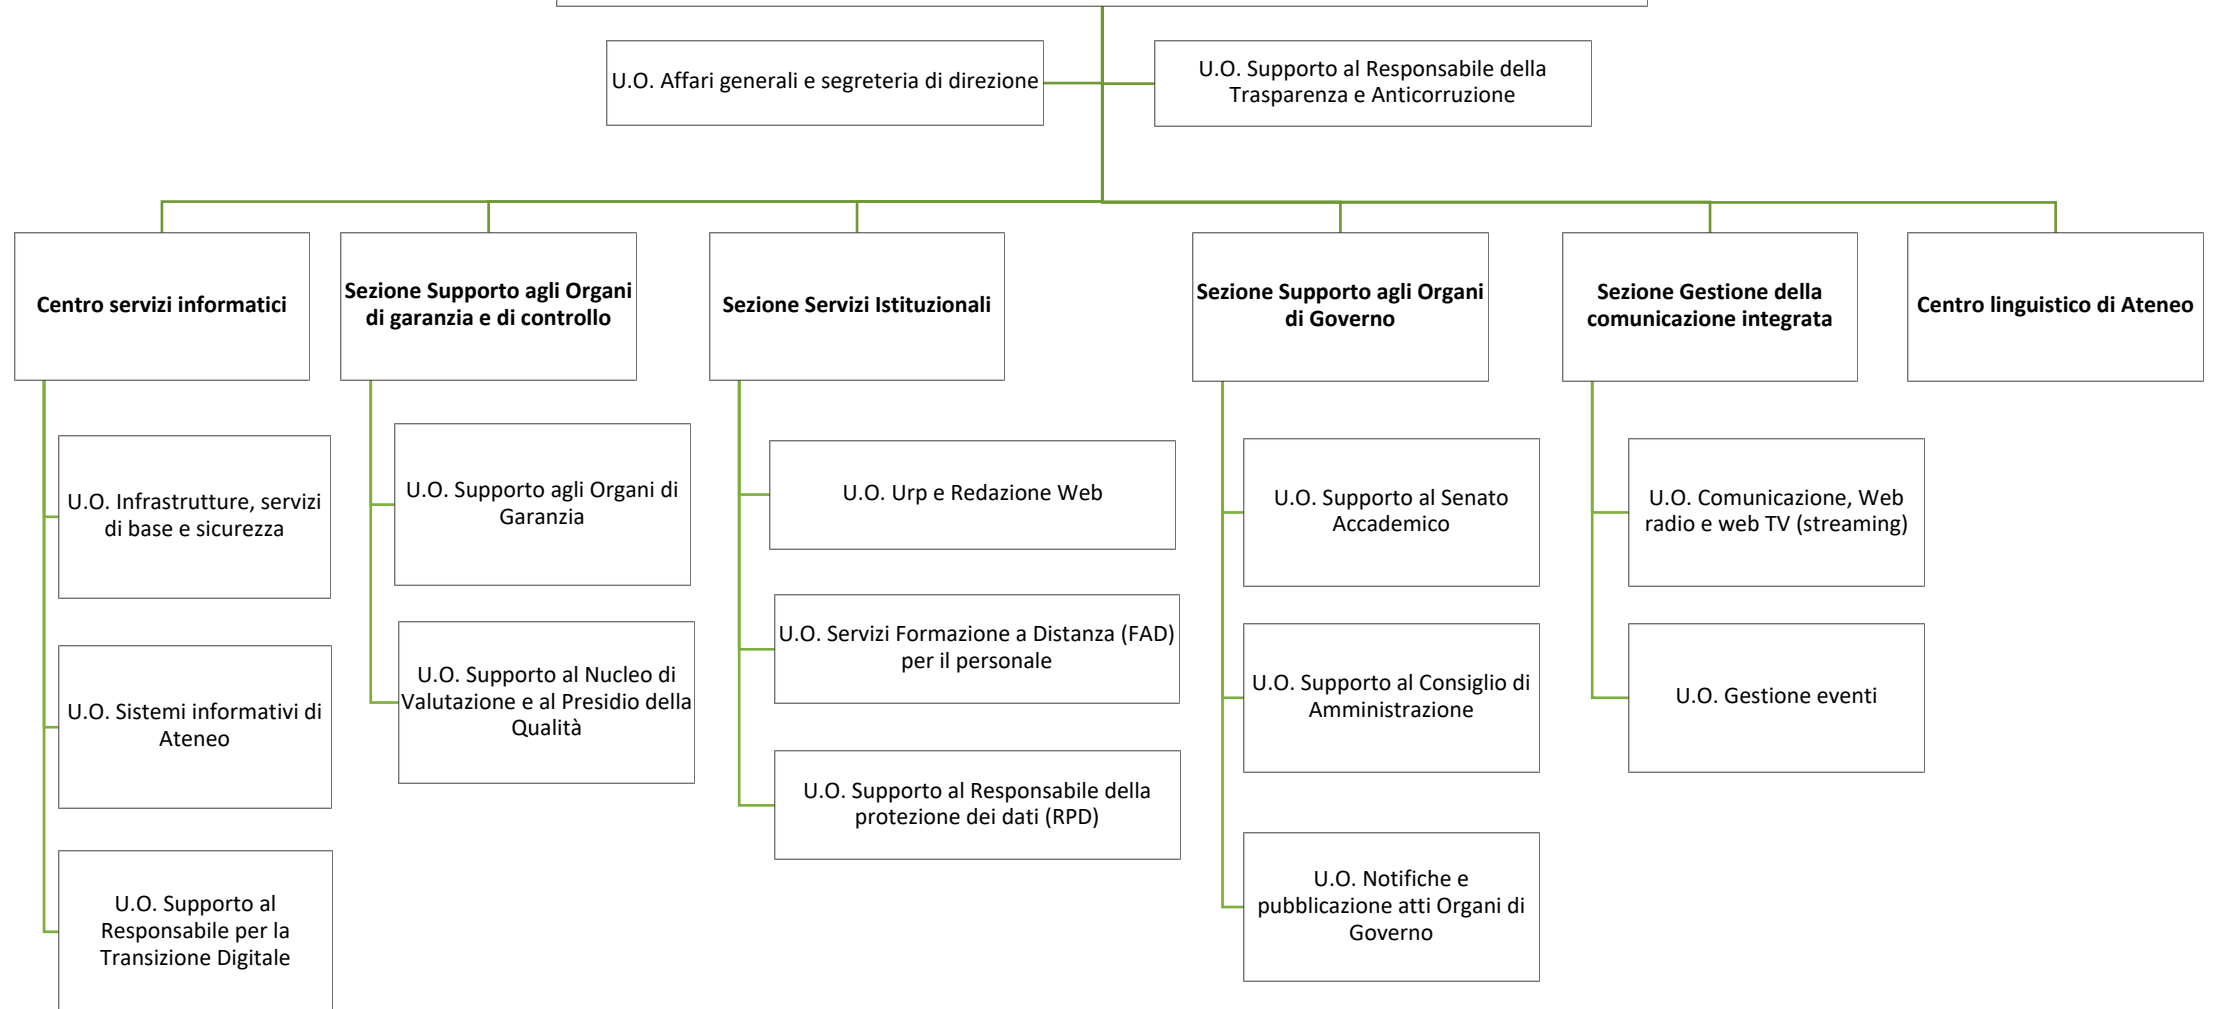 U.O. Affari generali e segreteria di direzione
U.O. Supporto al Responsabile della
Trasparenza e Anticorruzione
Centro servizi informatici
Sezione Supporto agli Organi
di garanzia e di controllo
Sezione Servizi Istituzionali
Sezione Supporto agli Organi
di Governo
Sezione Gestione della
comunicazione integrata
Centro linguistico di Ateneo
U.O. Infrastrutture, servizi
di base e sicurezza
U.O. Sistemi informativi di
Ateneo
U.O. Supporto al
Responsabile per la
Transizione Digitale
U.O. Supporto agli Organi di
Garanzia
U.O. Supporto al Nucleo di
Valutazione e al Presidio della
Qualità
U.O. Urp e Redazione Web
U.O. Servizi Formazione a Distanza (FAD)
per il personale
U.O. Supporto al Responsabile della
protezione dei dati (RPD)
U.O. Supporto al Senato
Accademico
U.O. Supporto al Consiglio di
Amministrazione
U.O. Notifiche e
pubblicazione atti Organi di
Governo
U.O. Comunicazione, Web
radio e web TV (streaming)
U.O. Gestione eventi